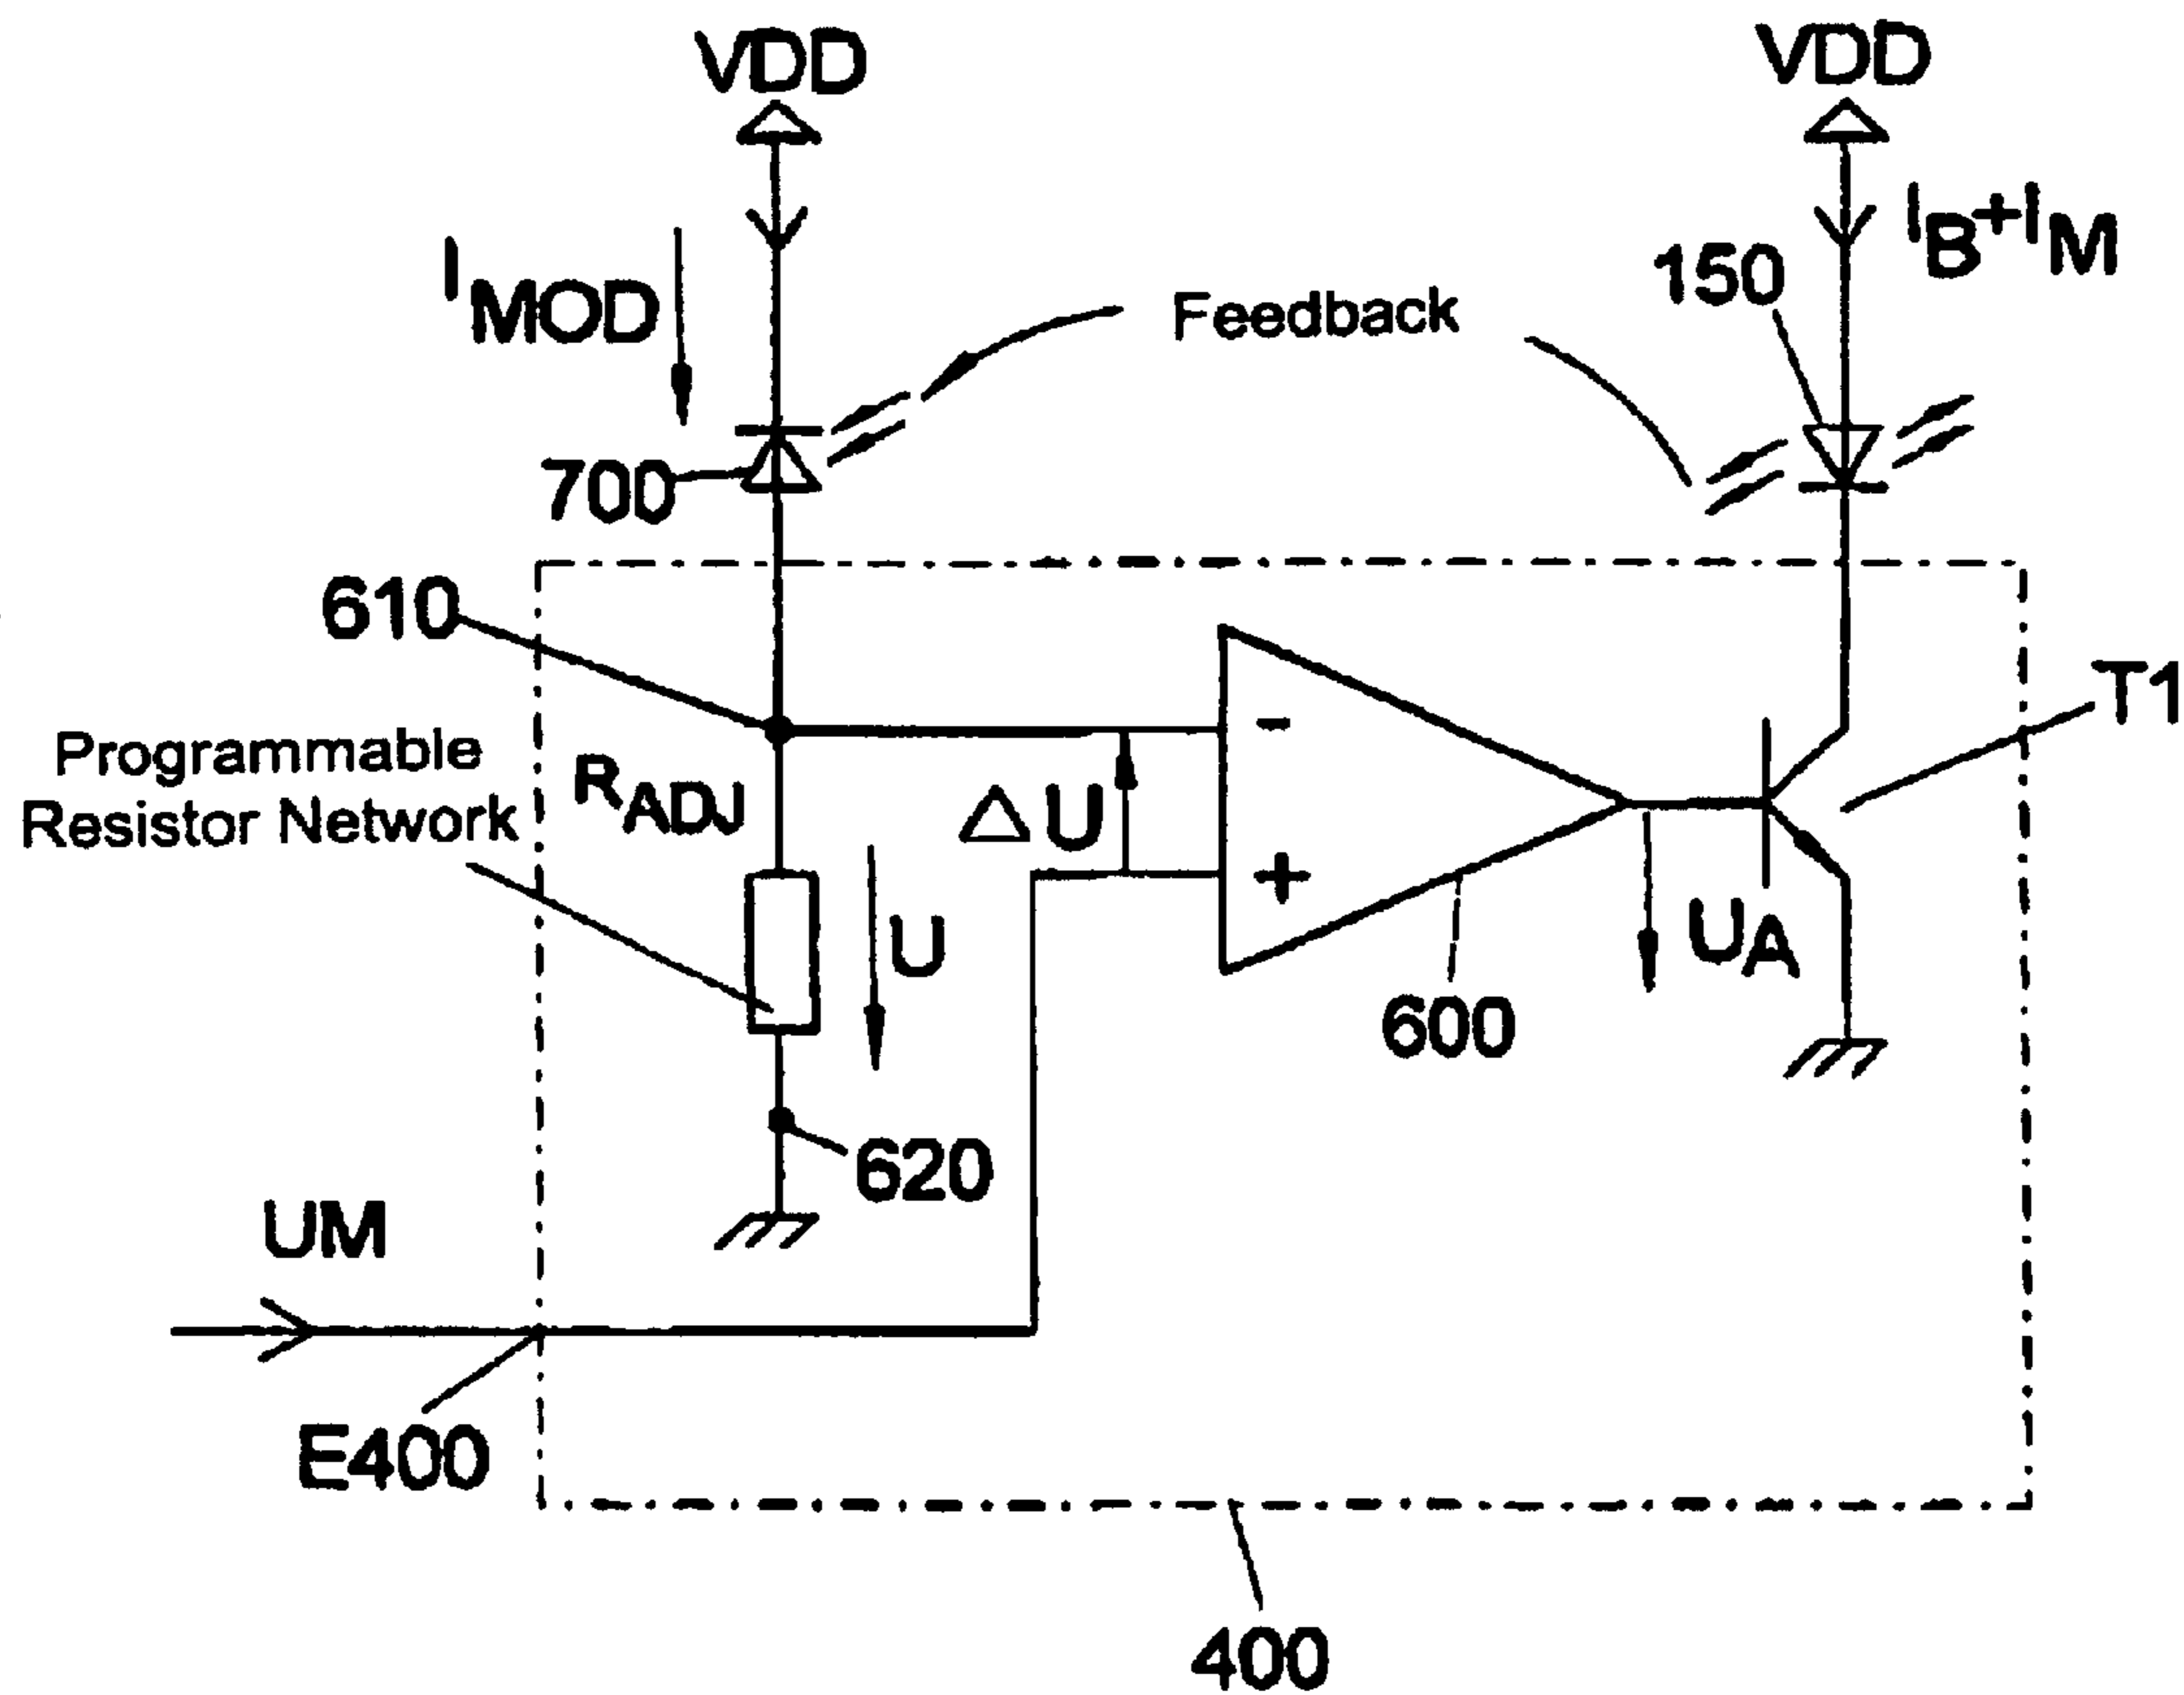 VDD
VDD
IMOD
IB+IM
150
Feedback
700
610
T1
Programmable
Resistor Network
RADJ
△U
-
+
U
UA
600
620
UM
E400
400